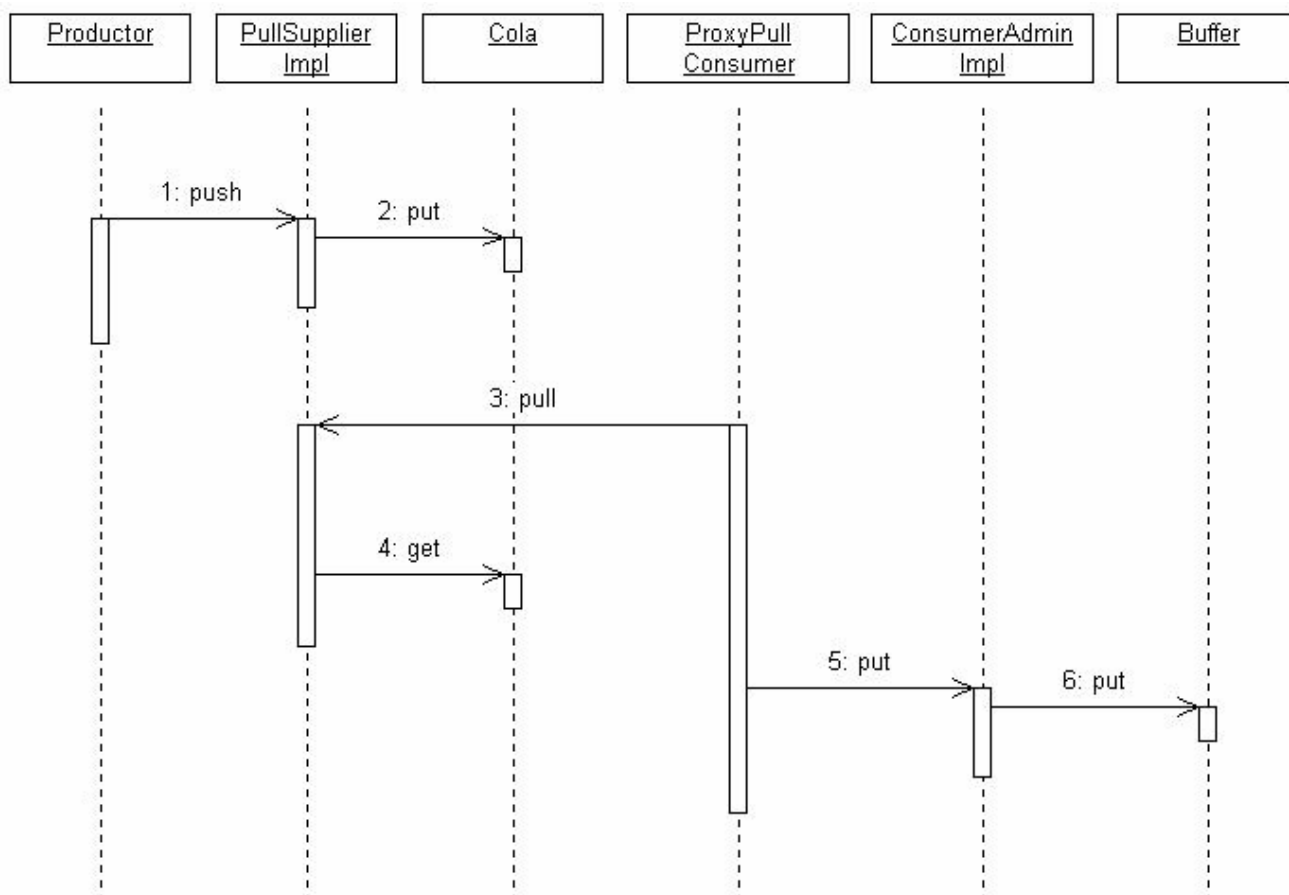 Productor
PullSupplier
Impl
Cola
ProxyPull
Consumer
ConsumerAdmin
Impl
Buffer
1: push
2: put
3: pull
4: get
5: put
6: put